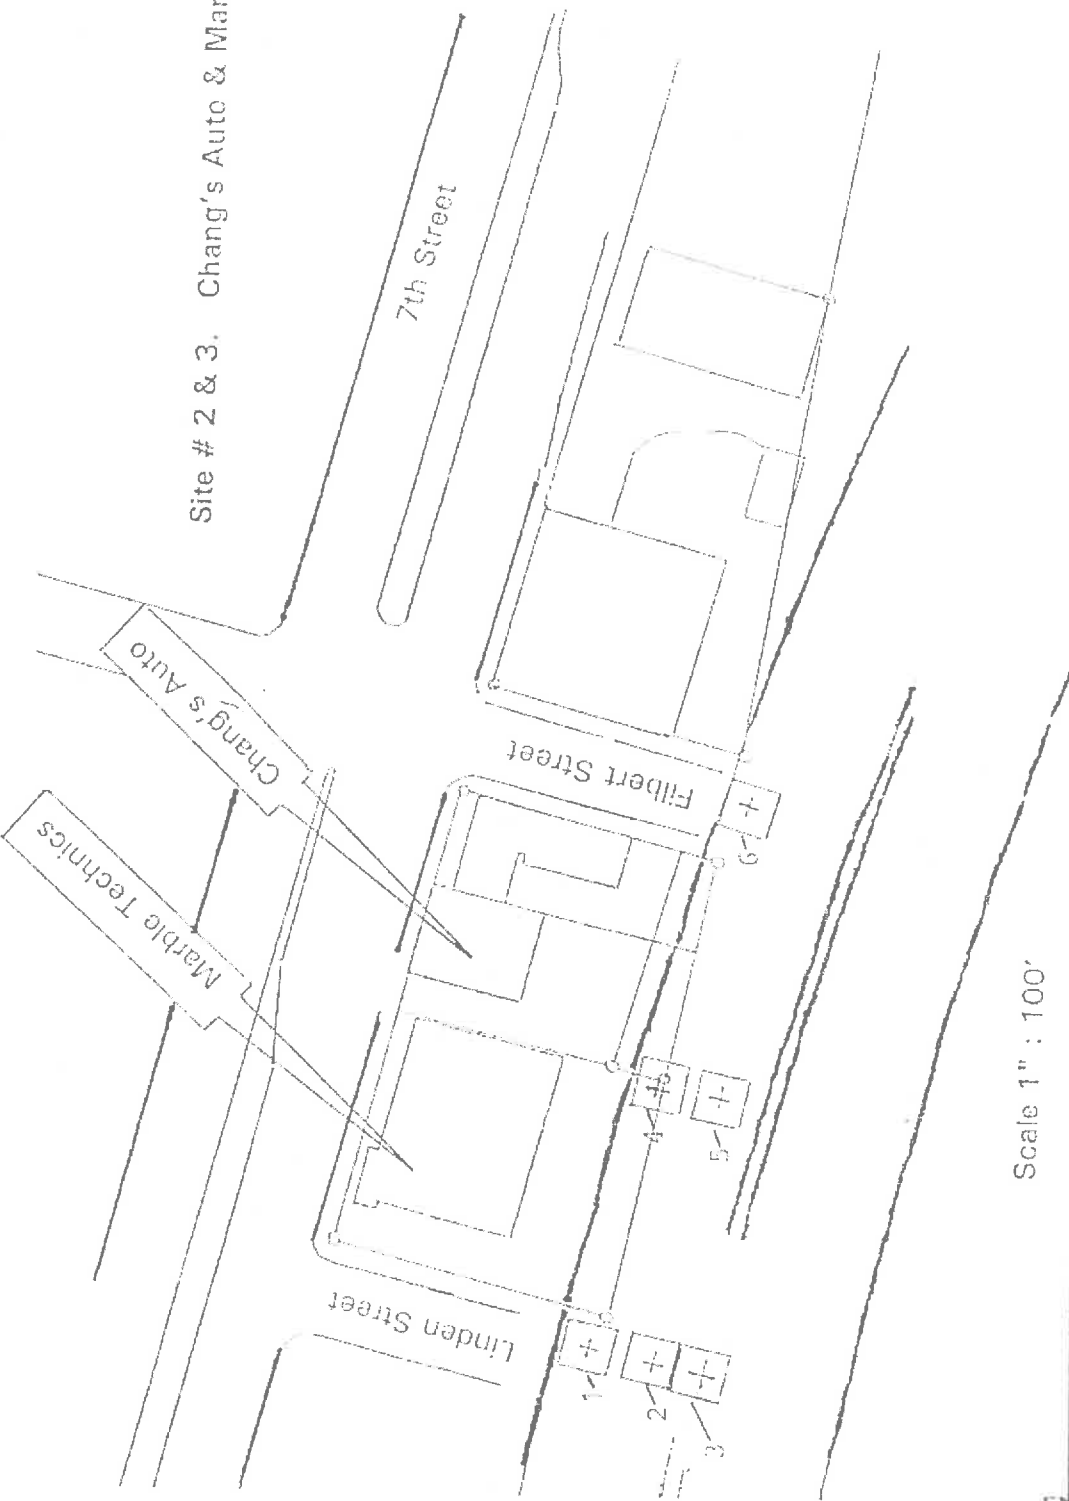 Site # 2 & 3. Chang's Auto & Mar
7th Street
Chang's Auto
Marble Technics
Filbert Street
Linden Street
1
2
3
4
5
6
Scale 1" : 100'